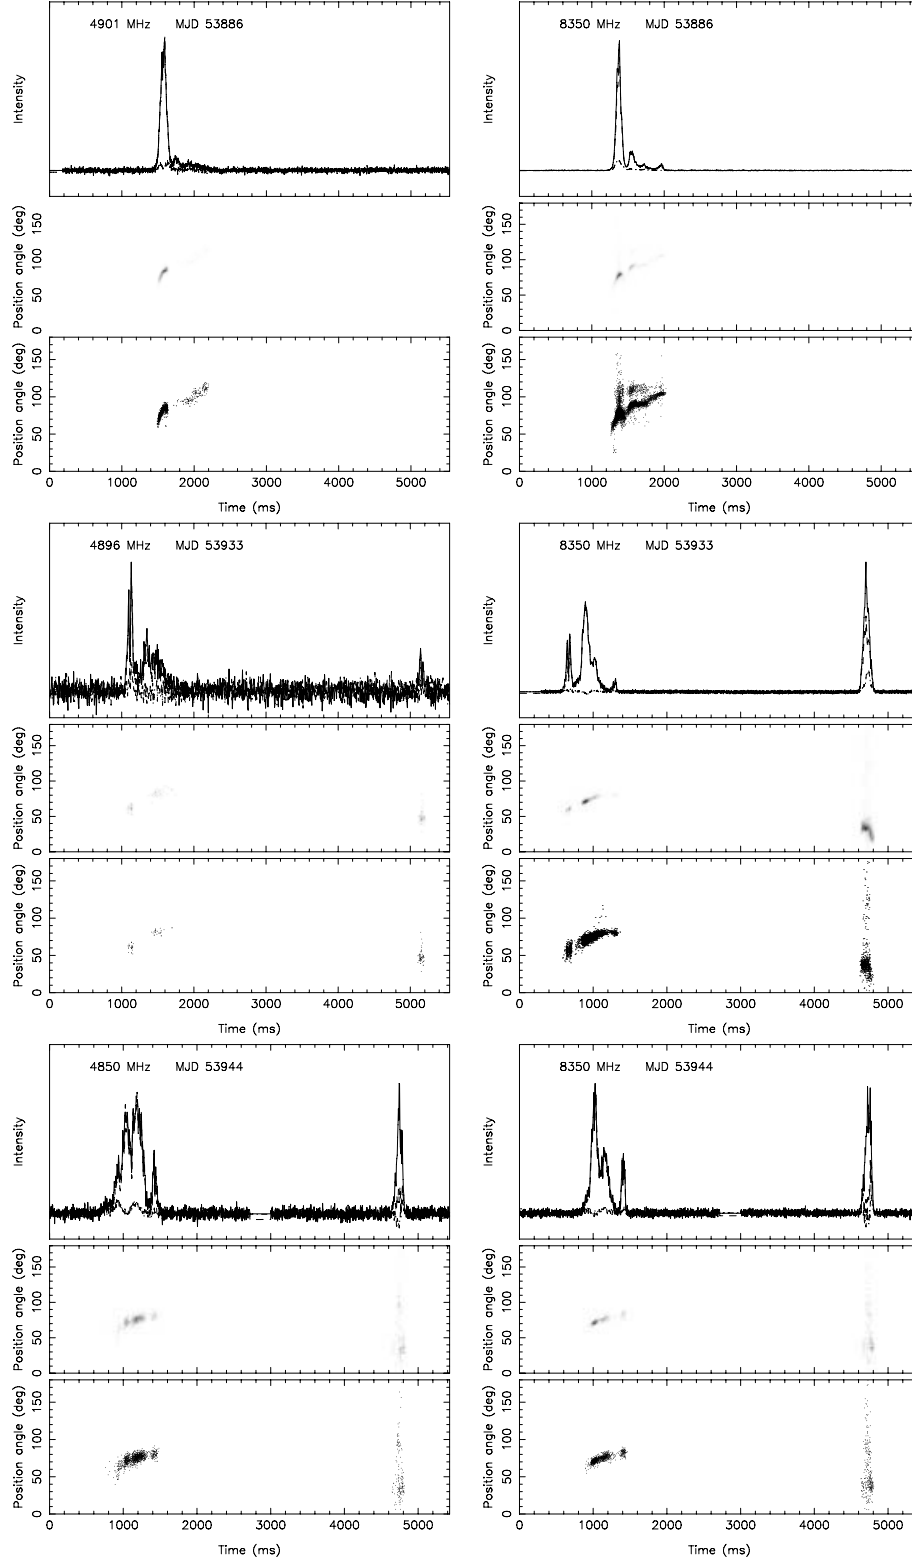 4901 MHz MJD 53886
Intensity
Position angle (deg)
0 50 100 150
Position angle (deg)
0 50 100 150
0 1000 2000 3000 4000 5000
Time (ms)
8350 MHz MJD 53886
Intensity
Position angle (deg)
0 50 100 150
Position angle (deg)
0 50 100 150
0 1000 2000 3000 4000 5000
Time (ms)
4896 MHz MJD 53933
Intensity
Position angle (deg)
0 50 100 150
Position angle (deg)
0 50 100 150
0 1000 2000 3000 4000 5000
Time (ms)
8350 MHz MJD 53933
Intensity
Position angle (deg)
0 50 100 150
Position angle (deg)
0 50 100 150
0 1000 2000 3000 4000 5000
Time (ms)
4850 MHz MJD 53944
Intensity
Position angle (deg)
0 50 100 150
Position angle (deg)
0 50 100 150
0 1000 2000 3000 4000 5000
Time (ms)
8350 MHz MJD 53944
Intensity
Position angle (deg)
0 50 100 150
Position angle (deg)
0 50 100 150
0 1000 2000 3000 4000 5000
Time (ms)